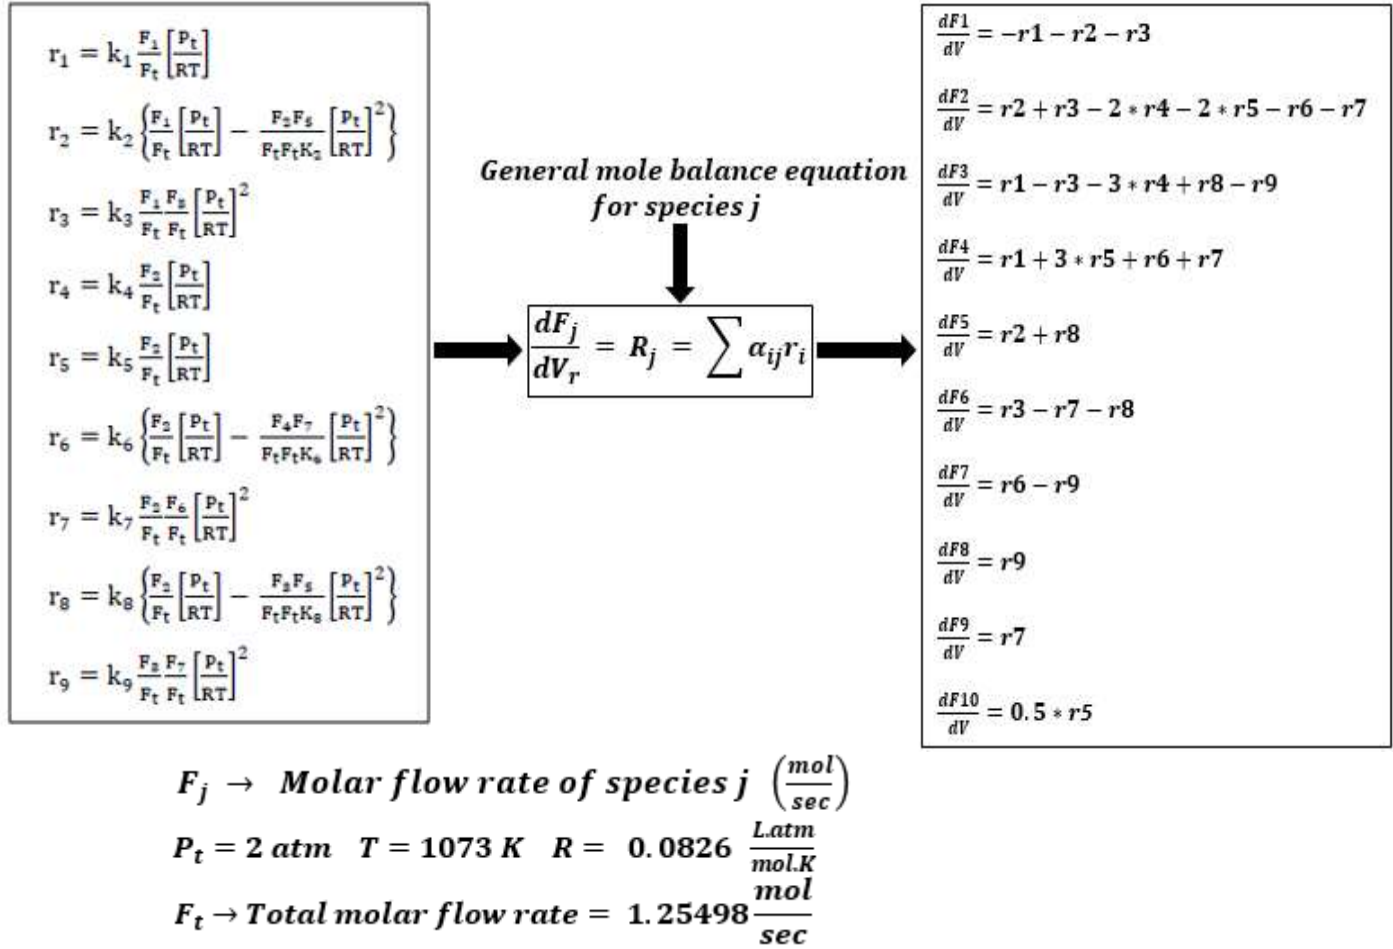 r₁ = k₁ F₁/Fₜ [Pₜ/RT]
r₂ = k₂ {F₁/Fₜ [Pₜ/RT] − F₂F₅/FₜFₜK₂ [Pₜ/RT]²}
r₃ = k₃ F₁/Fₜ F₃/Fₜ [Pₜ/RT]²
r₄ = k₄ F₂/Fₜ [Pₜ/RT]
r₅ = k₅ F₂/Fₜ [Pₜ/RT]
r₆ = k₆ {F₂/Fₜ [Pₜ/RT] − F₄F₇/FₜFₜK₆ [Pₜ/RT]²}
r₇ = k₇ F₂/Fₜ F₆/Fₜ [Pₜ/RT]²
r₈ = k₈ {F₂/Fₜ [Pₜ/RT] − F₃F₅/FₜFₜK₈ [Pₜ/RT]²}
r₉ = k₉ F₃/Fₜ F₇/Fₜ [Pₜ/RT]²
General mole balance equation
for species j
dFⱼ/dVᵣ = Rⱼ = ∑ αᵢⱼrᵢ
dF1/dV = −r1 − r2 − r3
dF2/dV = r2 + r3 − 2 * r4 − 2 * r5 − r6 − r7
dF3/dV = r1 − r3 − 3 * r4 + r8 − r9
dF4/dV = r1 + 3 * r5 + r6 + r7
dF5/dV = r2 + r8
dF6/dV = r3 − r7 − r8
dF7/dV = r6 − r9
dF8/dV = r9
dF9/dV = r7
dF10/dV = 0.5 * r5
Fⱼ → Molar flow rate of species j (mol/sec)
Pₜ = 2 atm T = 1073 K R = 0.0826 L.atm/mol.K
Fₜ → Total molar flow rate = 1.25498 mol/sec